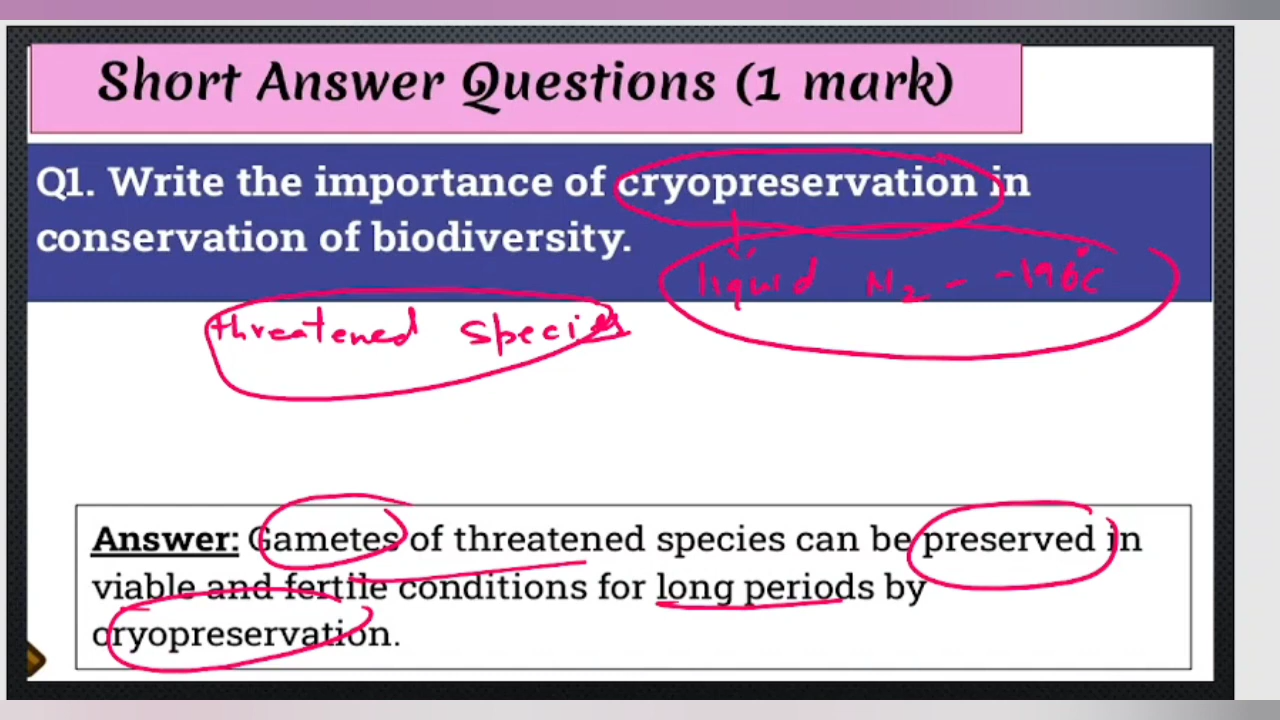 Short Answer Questions (1 mark)
Q1. Write the importance of cryopreservation in
conservation of biodiversity.
liquid N2 - -196°C
threatened species
Answer: Gametes of threatened species can be preserved in
viable and fertile conditions for long periods by
cryopreservation.